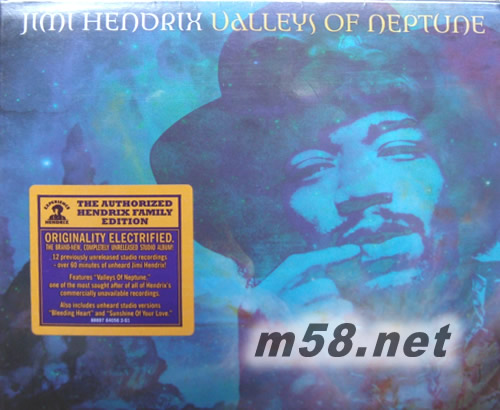 JIMI HENDRIX VALLEYS OF NEPTUNE
EXPERIENCE
HENDRIX
THE AUTHORIZED
HENDRIX FAMILY
EDITION
ORIGINALITY ELECTRIFIED.
THE BRAND-NEW, COMPLETELY UNRELEASED STUDIO ALBUM!
12 previously unreleased studio recordings
- over 60 minutes of unheard Jimi Hendrix!
Features "Valleys Of Neptune,"
one of the most sought after of all of Hendrix's
commercially unavailable recordings.
Also includes unheard studio versions
"Bleeding Heart" and "Sunshine Of Your Love."
m58.net